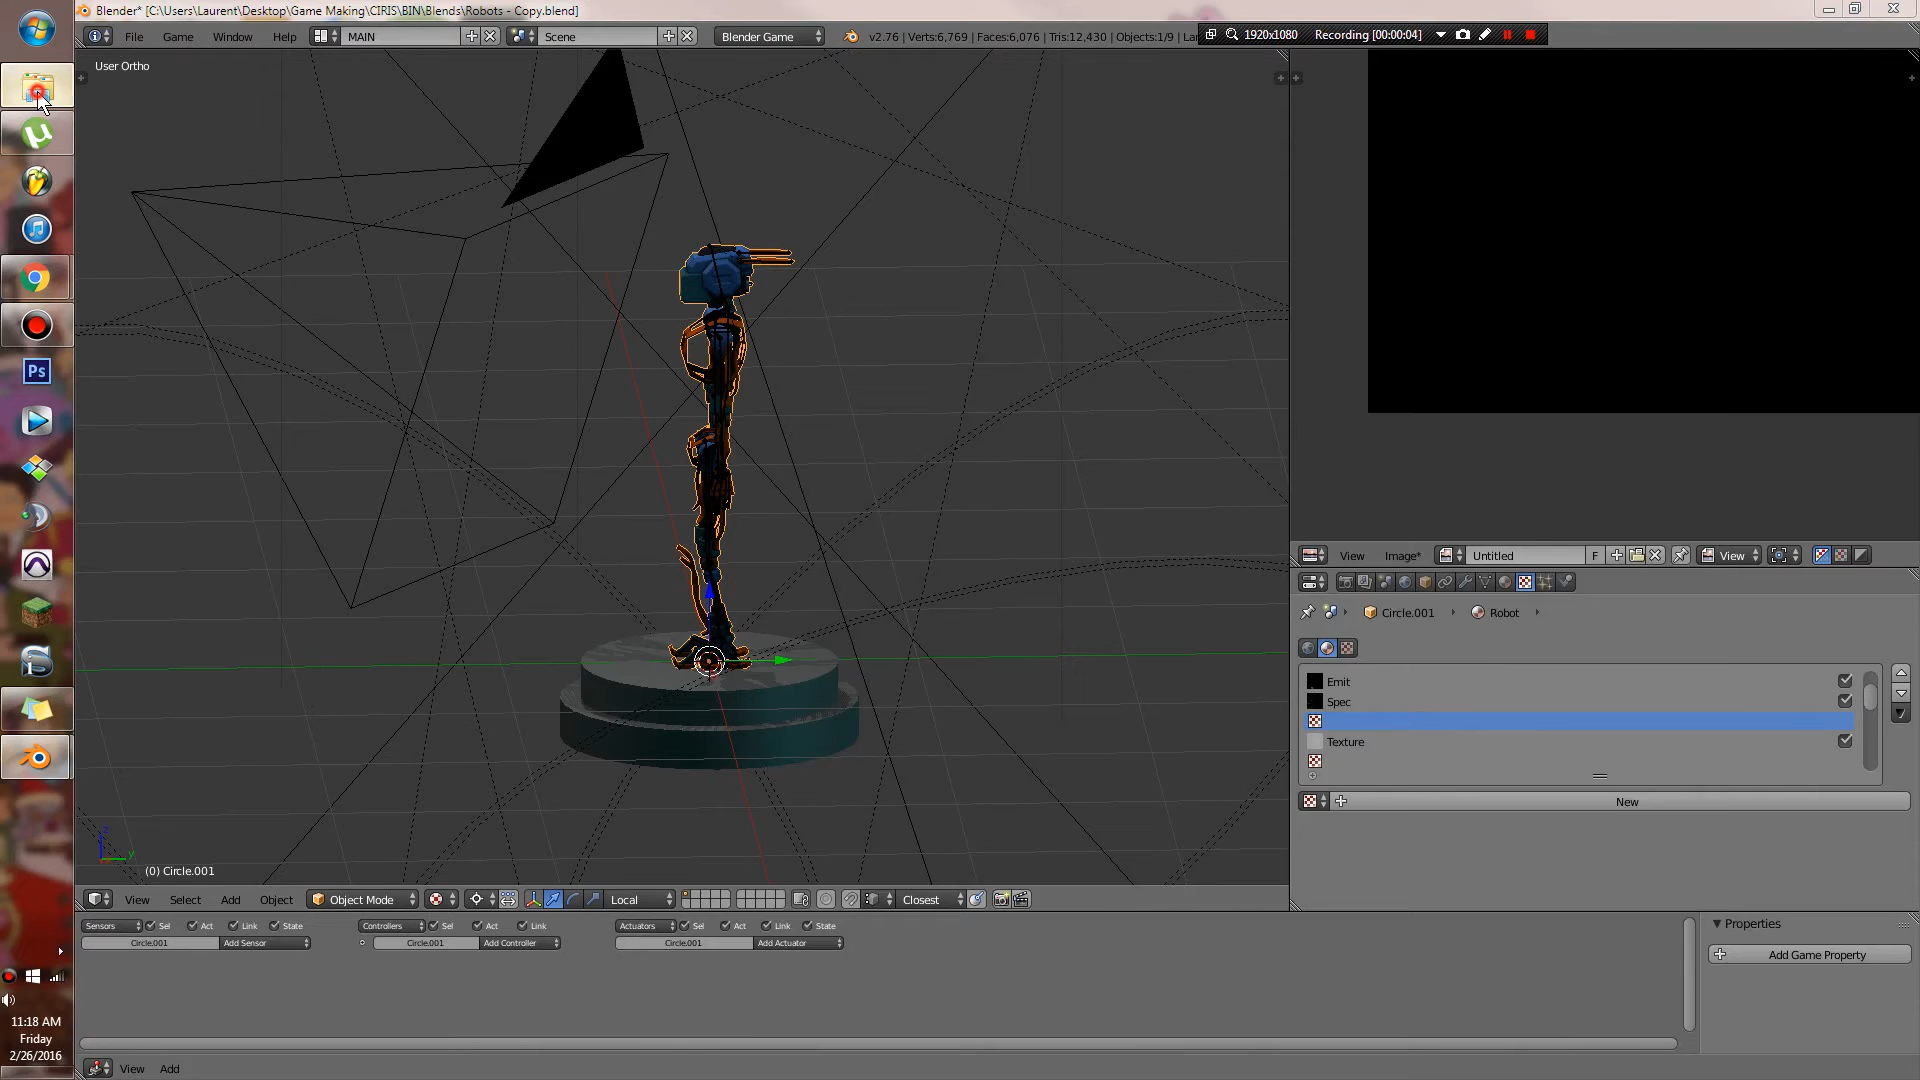 Blender* [C:\Users\Laurent\Desktop\Game Making\CIRIS\BIN\Blends\Robots - Copy.blend]
File Game Window Help MAIN Scene Blender Game v2.76 | Verts:6,769 | Faces:6,076 | Tris:12,430 | Objects:1/9 | La
1920x1080 Recording [00:00:04]
User Ortho
Ps
View Image* Untitled F View
Circle.001 Robot
Emit
Spec
Texture
New
z
y
(0) Circle.001
View Select Add Object Object Mode Local Closest
Sensors Sel Act Link State Controllers Sel Act Link Actuators Sel Act Link State
Circle.001 Add Sensor Circle.001 Add Controller Circle.001 Add Actuator
Properties
Add Game Property
11:18 AM
Friday
2/26/2016
View Add